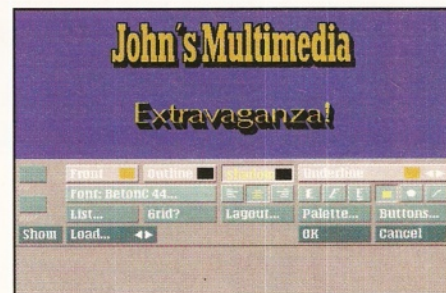 John's Multimedia
Extravaganza!
Front Outline Shadow Underline
Font: BetonC 44...
List... Grid? Layout... Palette... Buttons...
Show Load... OK Cancel